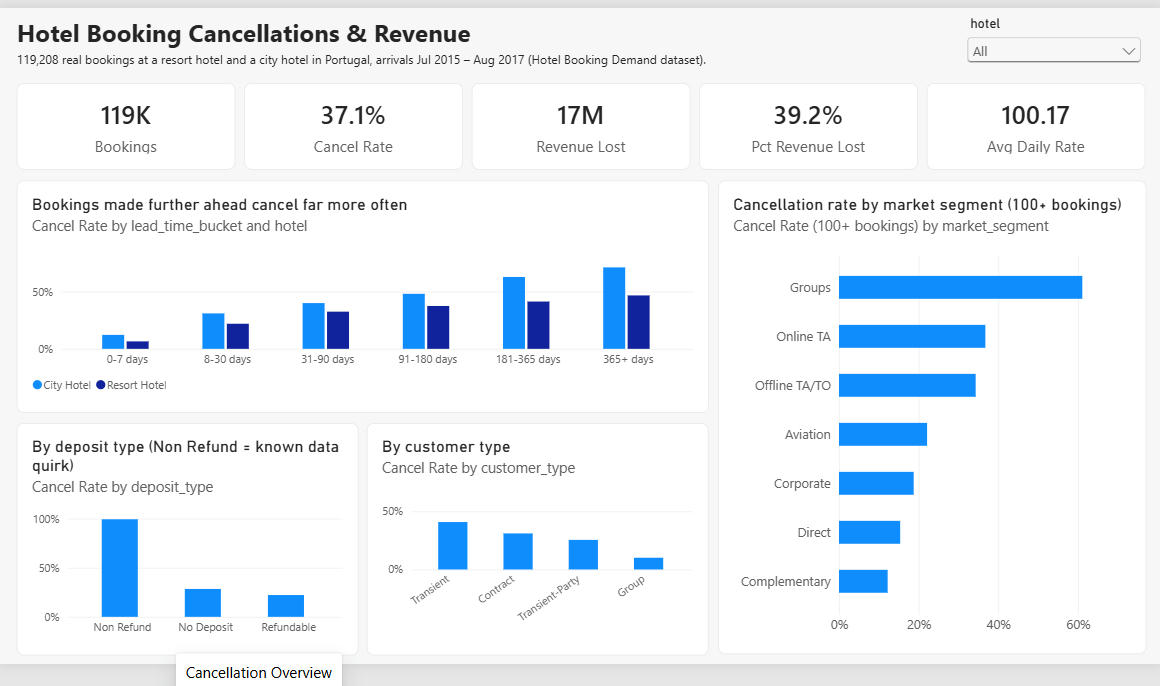 Hotel Booking Cancellations & Revenue
119,208 real bookings at a resort hotel and a city hotel in Portugal, arrivals Jul 2015 – Aug 2017 (Hotel Booking Demand dataset).
hotel
All
119K
Bookings
37.1%
Cancel Rate
17M
Revenue Lost
39.2%
Pct Revenue Lost
100.17
Avg Daily Rate
Bookings made further ahead cancel far more often
Cancel Rate by lead_time_bucket and hotel
50%
0%
0-7 days
8-30 days
31-90 days
91-180 days
181-365 days
365+ days
City Hotel
Resort Hotel
Cancellation rate by market segment (100+ bookings)
Cancel Rate (100+ bookings) by market_segment
Groups
Online TA
Offline TA/TO
Aviation
Corporate
Direct
Complementary
0%
20%
40%
60%
By deposit type (Non Refund = known data
quirk)
Cancel Rate by deposit_type
100%
50%
0%
Non Refund
No Deposit
Refundable
By customer type
Cancel Rate by customer_type
50%
0%
Transient
Contract
Transient-Party
Group
Cancellation Overview